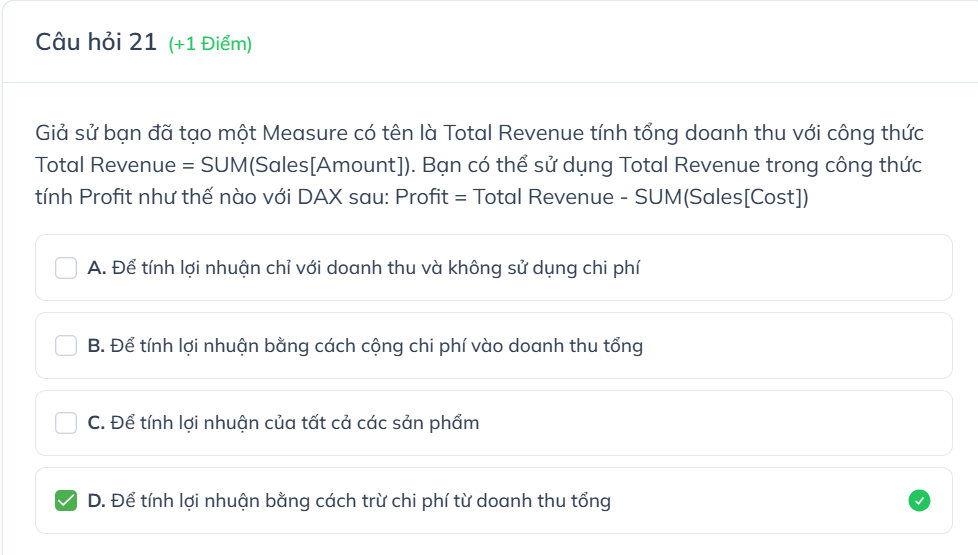 Câu hỏi 21 (+1 Điểm)
Giả sử bạn đã tạo một Measure có tên là Total Revenue tính tổng doanh thu với công thức
Total Revenue = SUM(Sales[Amount]). Bạn có thể sử dụng Total Revenue trong công thức
tính Profit như thế nào với DAX sau: Profit = Total Revenue - SUM(Sales[Cost])
A. Để tính lợi nhuận chỉ với doanh thu và không sử dụng chi phí
B. Để tính lợi nhuận bằng cách cộng chi phí vào doanh thu tổng
C. Để tính lợi nhuận của tất cả các sản phẩm
D. Để tính lợi nhuận bằng cách trừ chi phí từ doanh thu tổng